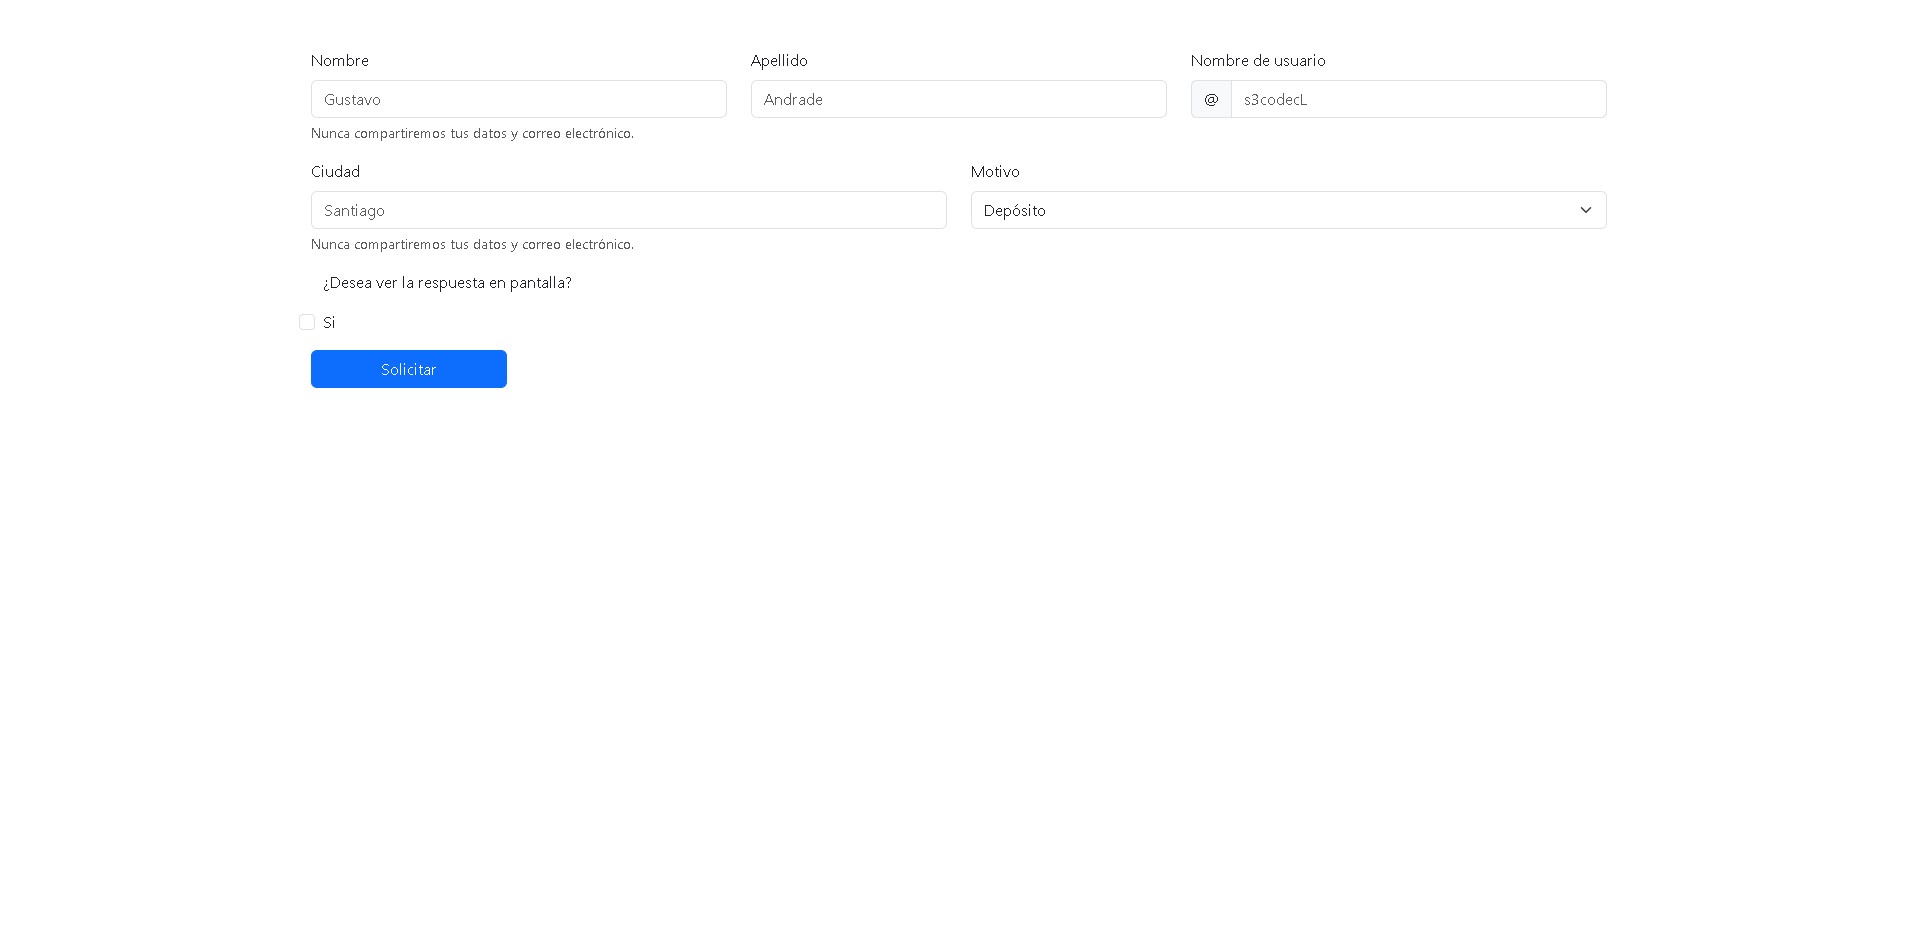 Nombre Apellido Nombre de usuario
Gustavo Andrade @ s3codecL
Nunca compartiremos tus datos y correo electrónico.
Ciudad Motivo
Santiago Depósito
Nunca compartiremos tus datos y correo electrónico.
¿Desea ver la respuesta en pantalla?
Si
Solicitar